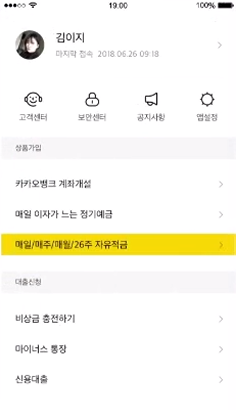 19:00
100%
김이지
마지막 접속 2018.06.26 09:18
고객센터 보안센터 공지사항 앱설정
상품가입
카카오뱅크 계좌개설
매일 이자가 느는 정기예금
매일/매주/매월/26주 자유적금
대출신청
비상금 충전하기
마이너스 통장
신용대출